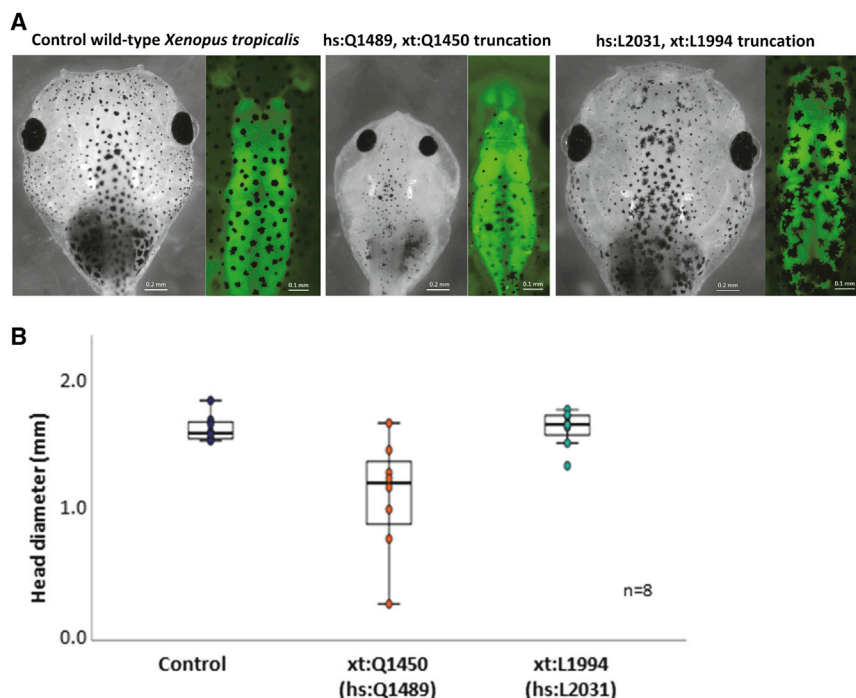 A
Control wild-type Xenopus tropicalis
hs:Q1489, xt:Q1450 truncation
hs:L2031, xt:L1994 truncation
0.2 mm
0.1 mm
0.2 mm
0.1 mm
0.2 mm
0.1 mm
B
Head diameter (mm)
2.0
1.0
0.0
n=8
Control
xt:Q1450
(hs:Q1489)
xt:L1994
(hs:L2031)